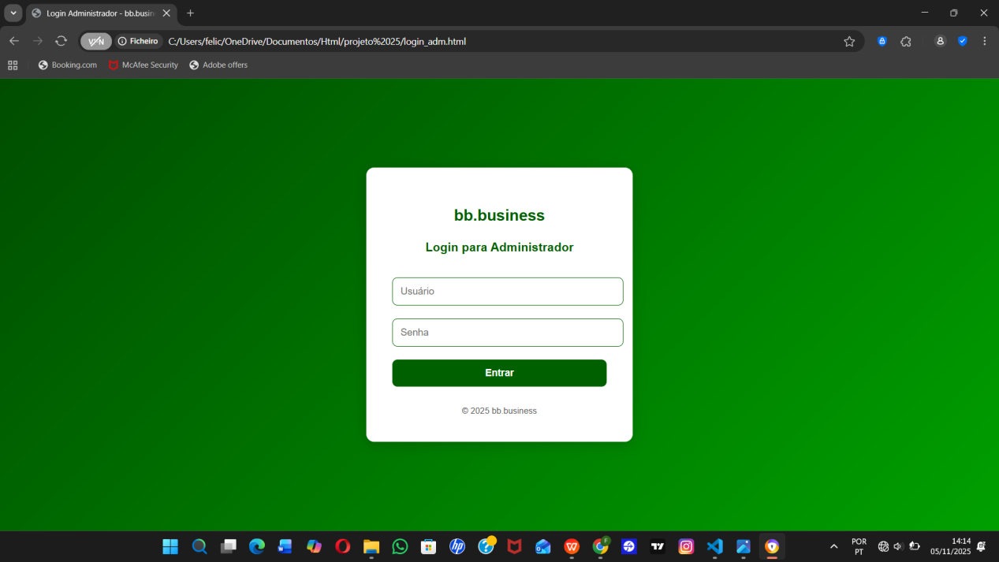 Login Administrador - bb.busin
VPN
Ficheiro
C:/Users/felic/OneDrive/Documentos/Html/projeto%2025/login_adm.html
Booking.com
McAfee Security
Adobe offers
bb.business
Login para Administrador
Usuário
Senha
Entrar
© 2025 bb.business
POR
PT
14:14
05/11/2025